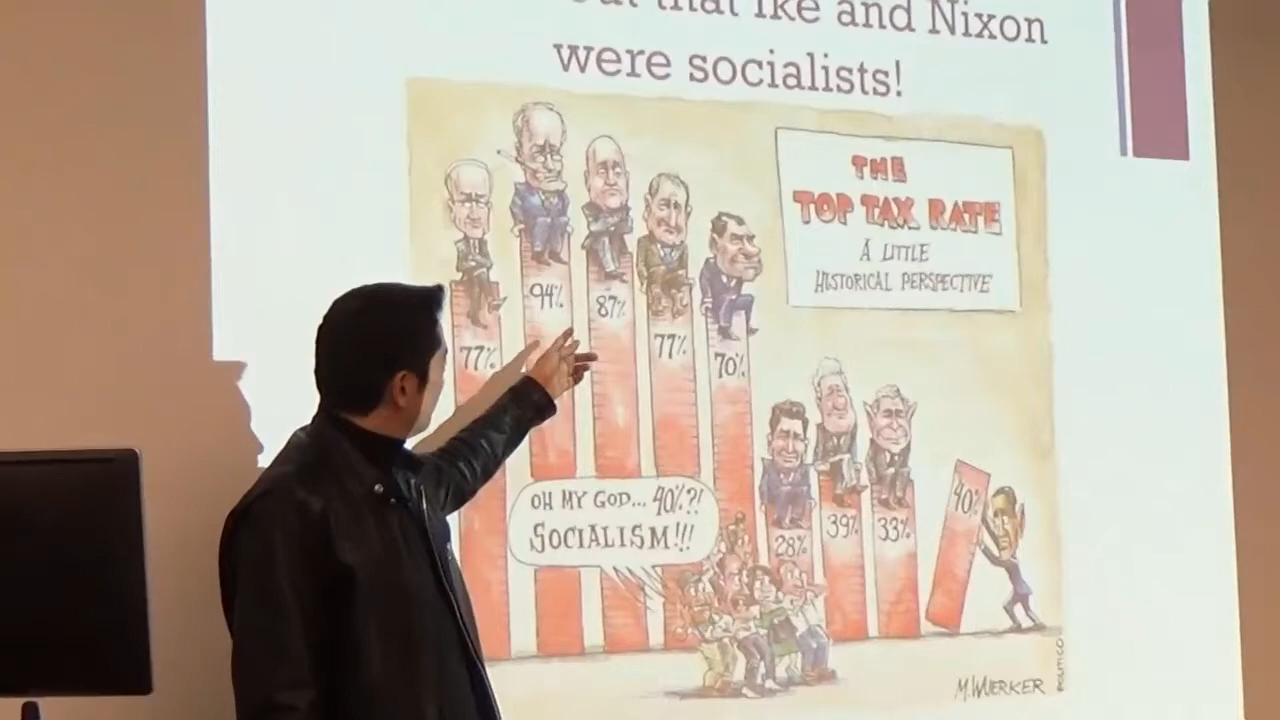 that Ike and Nixon
were socialists!
THE
TOP TAX RATE
A LITTLE
HISTORICAL PERSPECTIVE
94%
87%
77%
77%
70%
OH MY GOD... 40%?!
SOCIALISM!!!
28%
39%
33%
40%
M.WUERKER
POLITICO